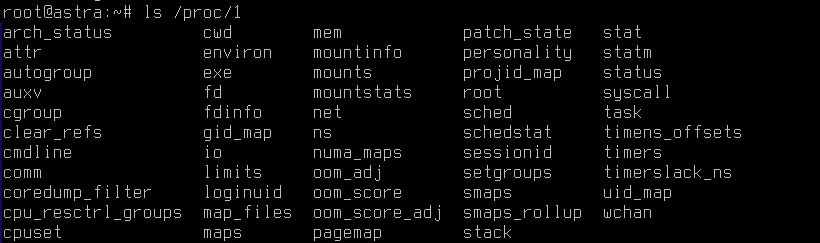 root@astra:~# ls /proc/1
arch_status cwd mem patch_state stat
attr environ mountinfo personality statm
autogroup exe mounts projid_map status
auxv fd mountstats root syscall
cgroup fdinfo net sched task
clear_refs gid_map ns schedstat timens_offsets
cmdline io numa_maps sessionid timers
comm limits oom_adj setgroups timerslack_ns
coredump_filter loginuid oom_score smaps uid_map
cpu_resctrl_groups map_files oom_score_adj smaps_rollup wchan
cpuset maps pagemap stack